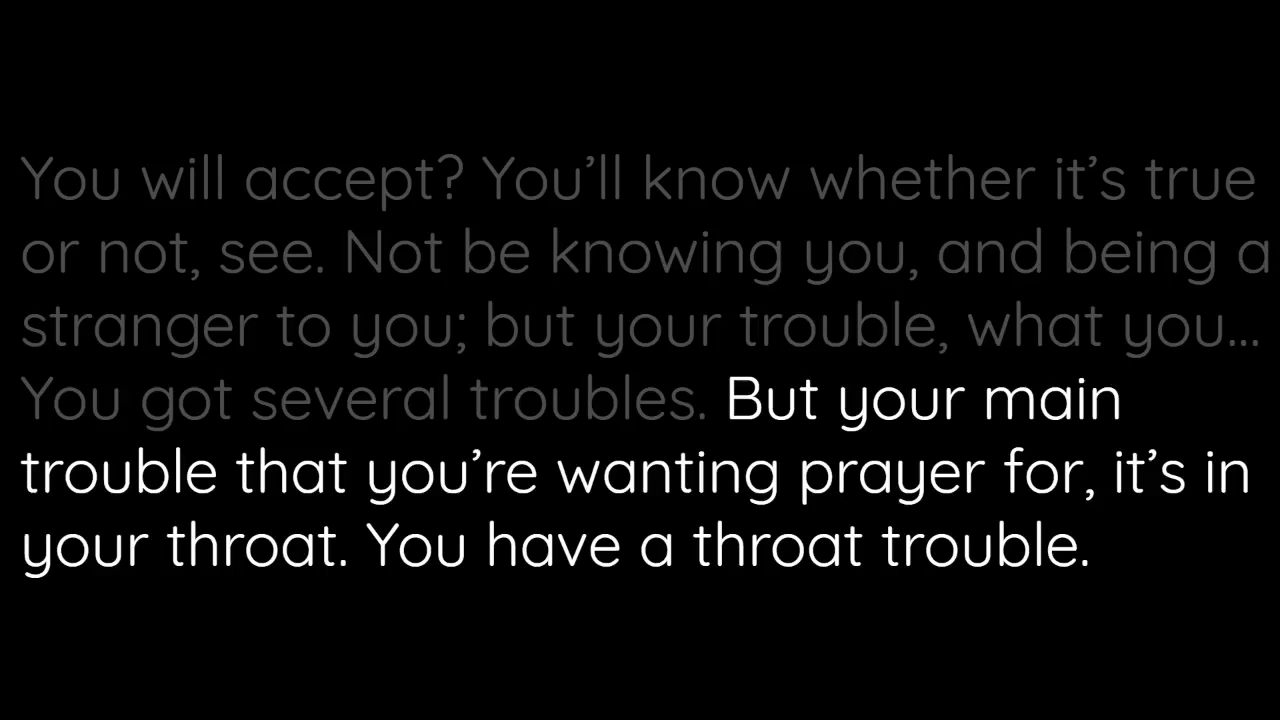 You will accept? You’ll know whether it’s true
or not, see. Not be knowing you, and being a
stranger to you; but your trouble, what you...
You got several troubles. But your main
trouble that you’re wanting prayer for, it’s in
your throat. You have a throat trouble.